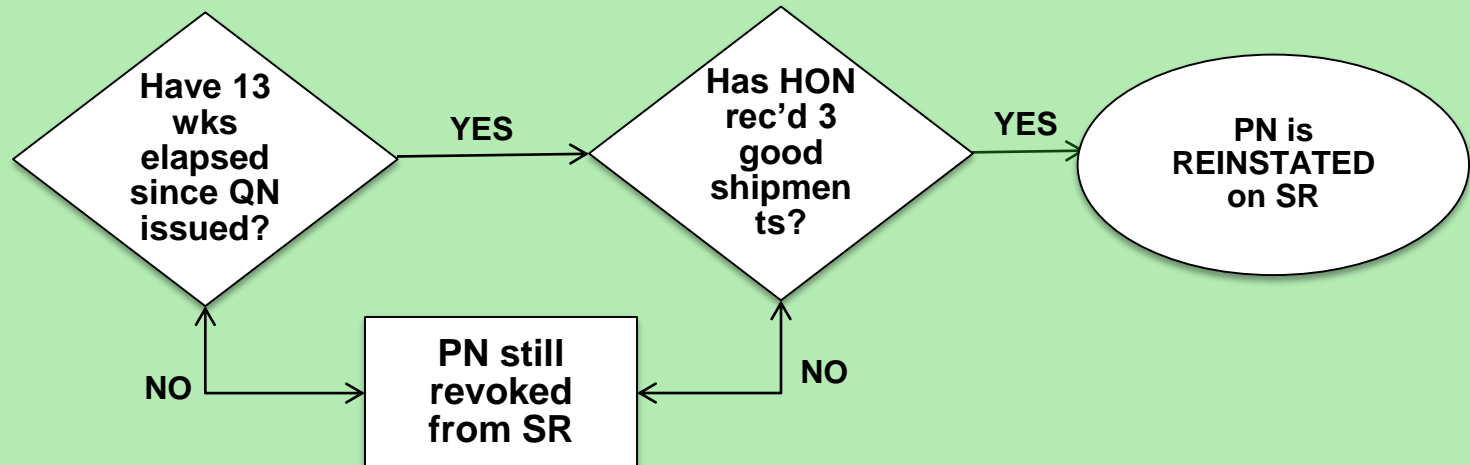 Have 13
wks
elapsed
since QN
issued?
YES
Has HON
rec’d 3
good
shipmen
ts?
YES
PN is
REINSTATED
on SR
NO
PN still
revoked
from SR
NO